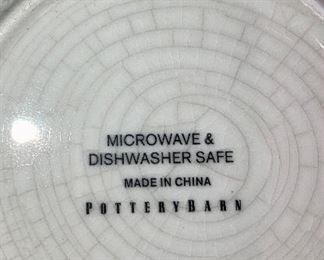 MICROWAVE &
DISHWASHER SAFE
MADE IN CHINA
POTTERYBARN